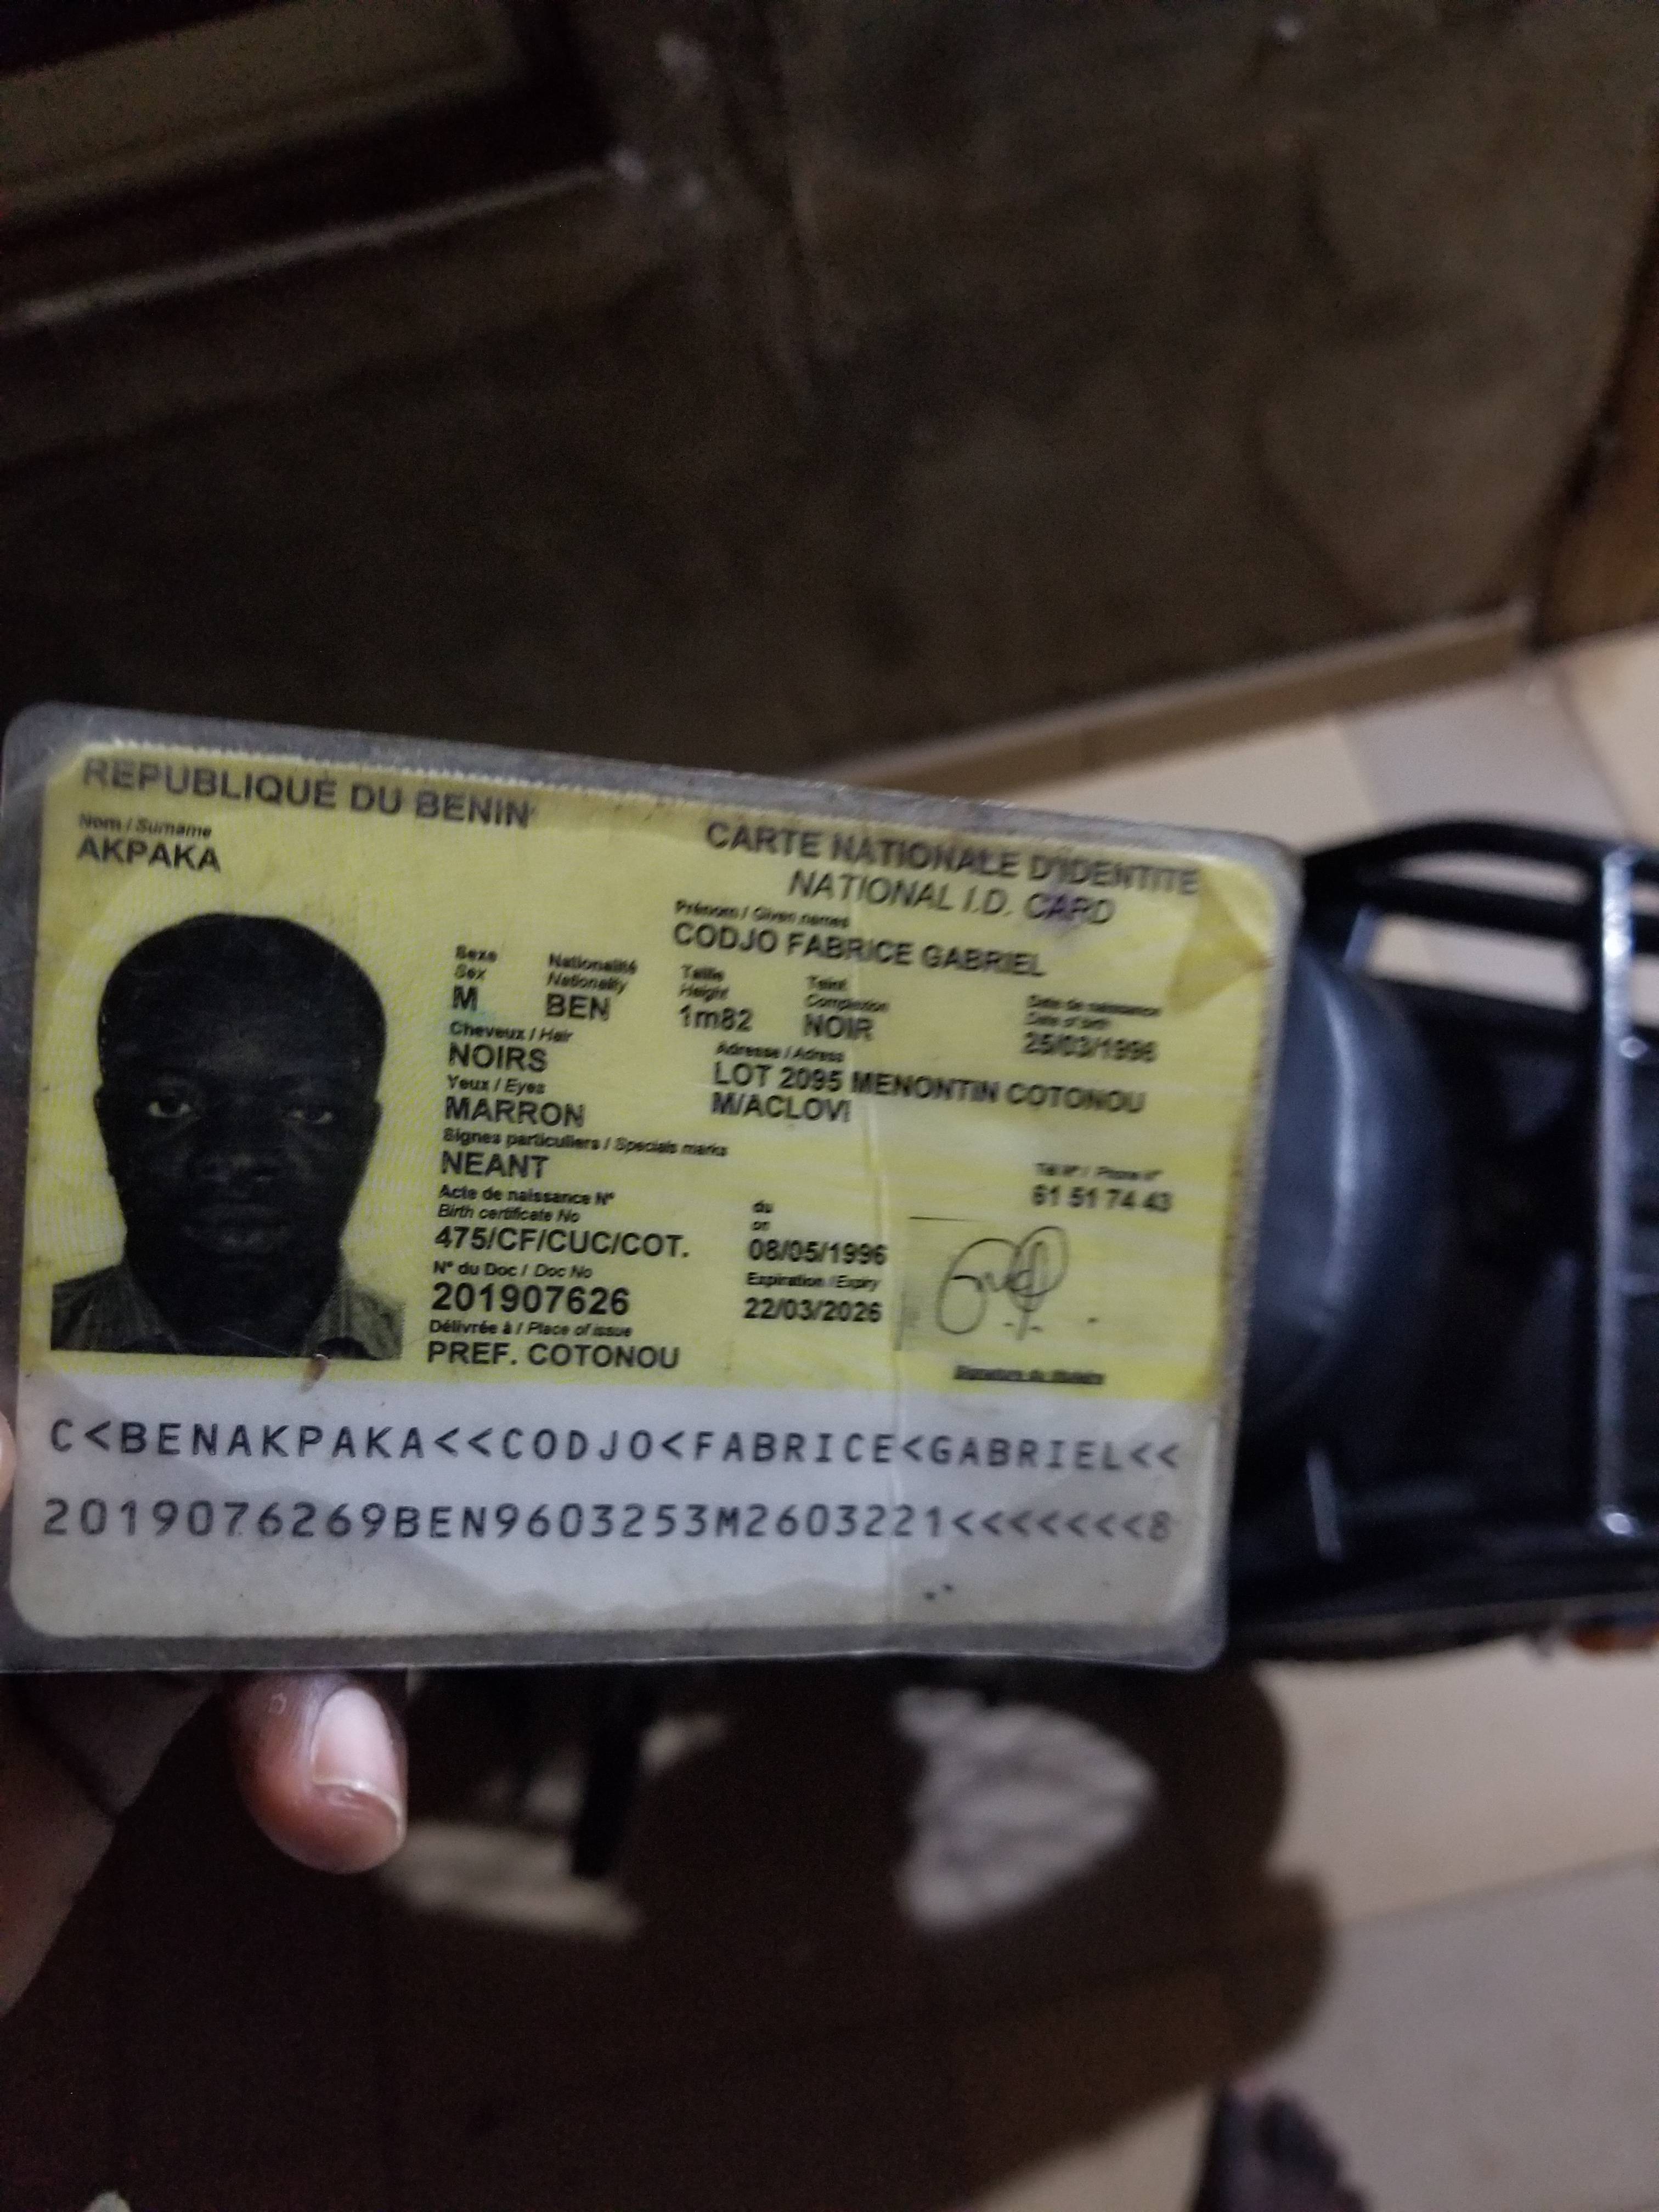 REPUBLIQUE DU BENIN
CARTE NATIONALE D'IDENTITE
NATIONAL I.D. CARD
Nom / Surname
AKPAKA
Prénom / Given names
CODJO FABRICE GABRIEL
Sexe Nationalité Taille Teint Date de naissance
Sex Nationality Height Complexion Date of birth
M BEN 1m82 NOIR 25/03/1996
Cheveux / Hair
NOIRS
Adresse / Adress
LOT 2095 MENONTIN COTONOU
M/ACLOVI
Yeux / Eyes
MARRON
Signes particuliers / Specials marks
NEANT
Tél N° / Phone n°
61 51 74 43
Acte de naissance N° du
Birth certificate No on
475/CF/CUC/COT. 08/05/1996
N° du Doc / Doc No Expiration / Expiry
201907626 22/03/2026
Délivrée à / Place of issue
PREF. COTONOU
Signature du titulaire
C<BENAKPAKA<<CODJO<FABRICE<GABRIEL<<
2019076269BEN9603253M2603221<<<<<<<8